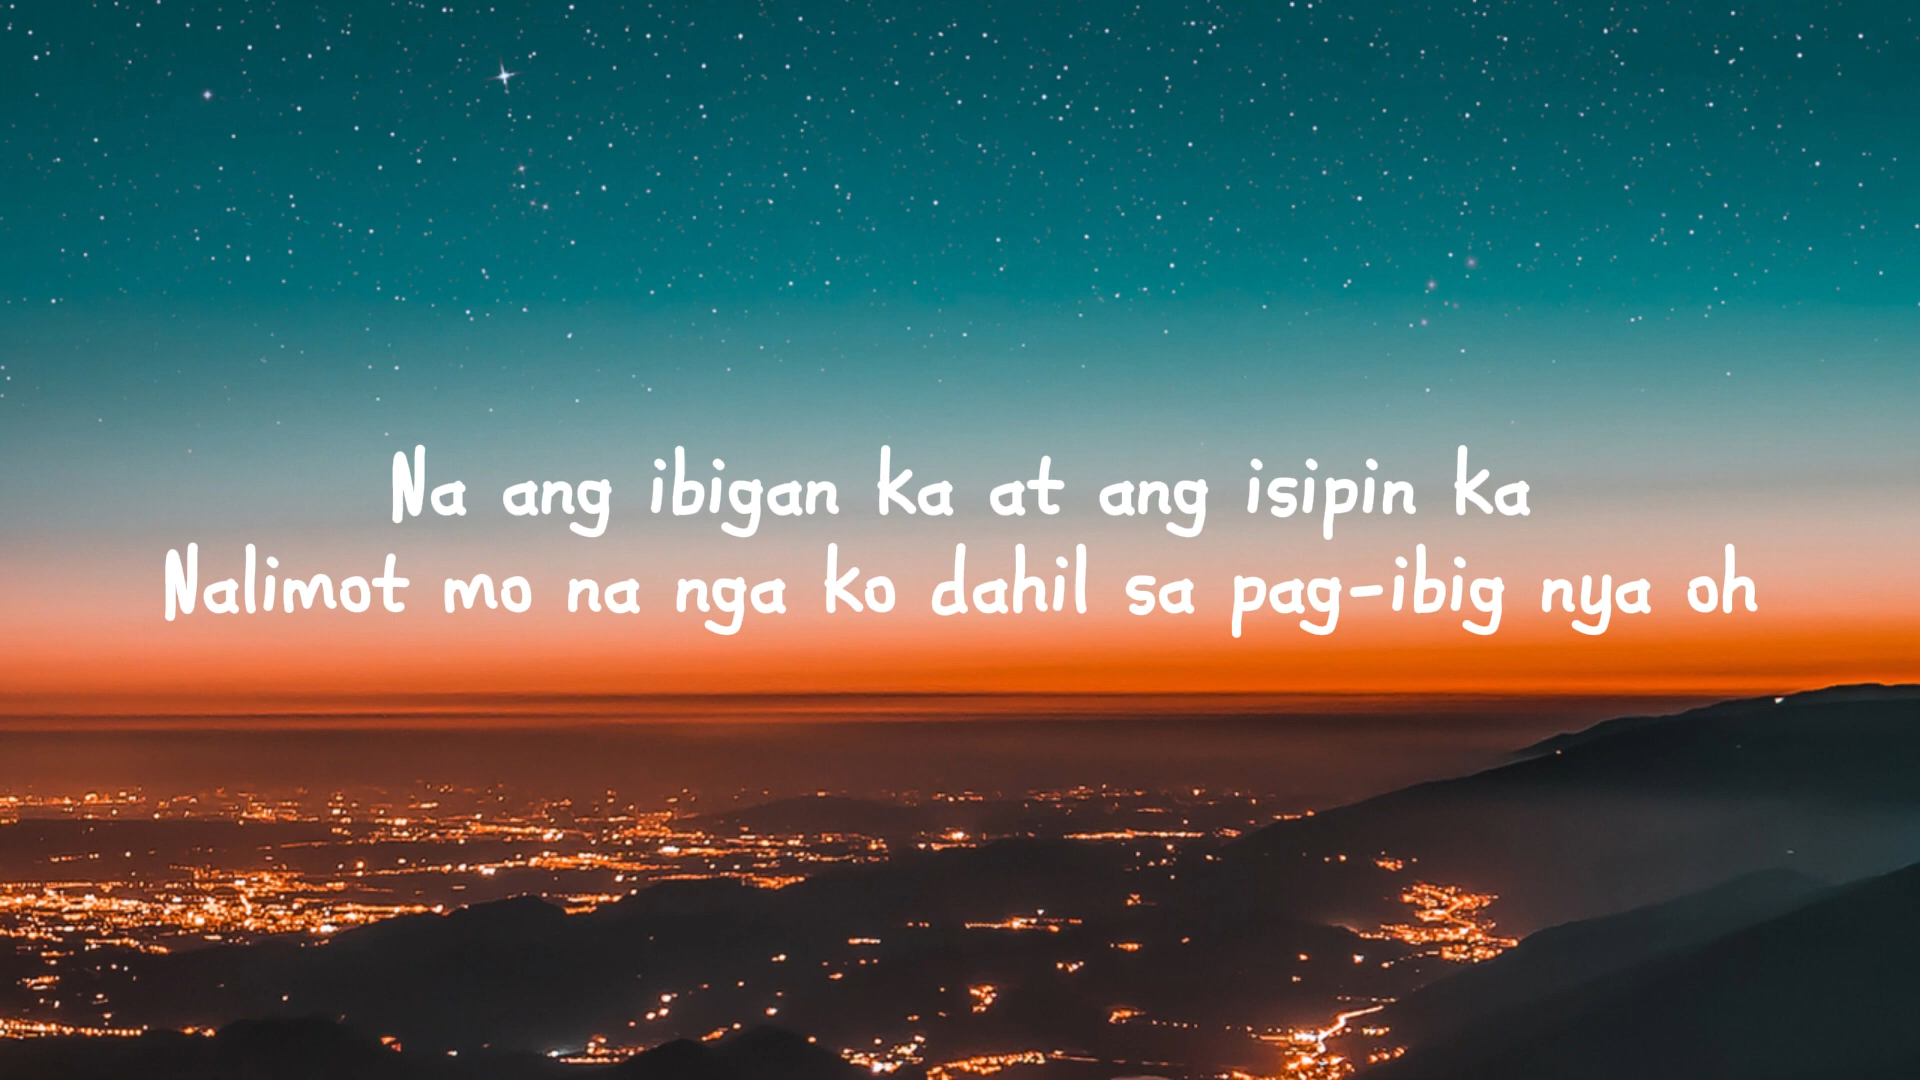 Na ang ibigan ka at ang isipin ka
Nalimot mo na nga ko dahil sa pag-ibig nya oh